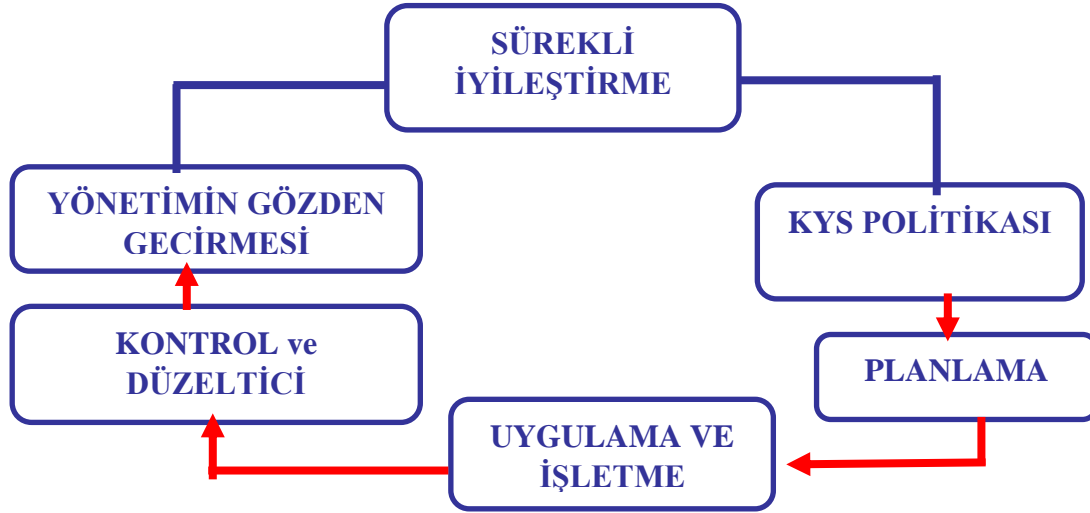 SÜREKLİ
İYİLEŞTİRME
YÖNETİMİN GÖZDEN
GECİRMESİ
KYS POLİTİKASI
KONTROL ve
DÜZELTİCİ
PLANLAMA
UYGULAMA VE
İŞLETME